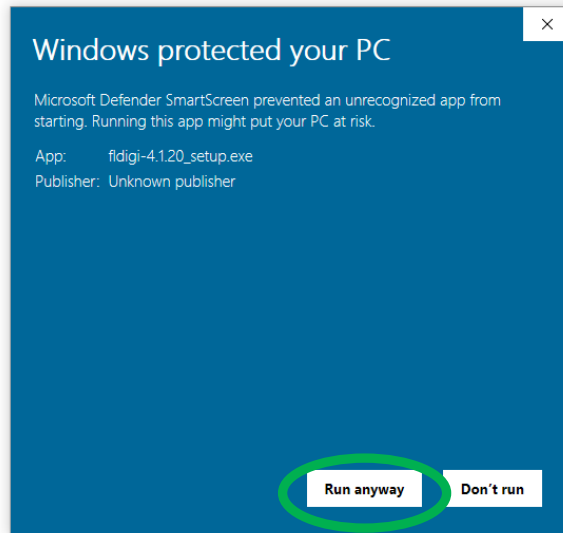 Windows protected your PC
Microsoft Defender SmartScreen prevented an unrecognized app from
starting. Running this app might put your PC at risk.
App: fldigi-4.1.20_setup.exe
Publisher: Unknown publisher
Run anyway Don't run